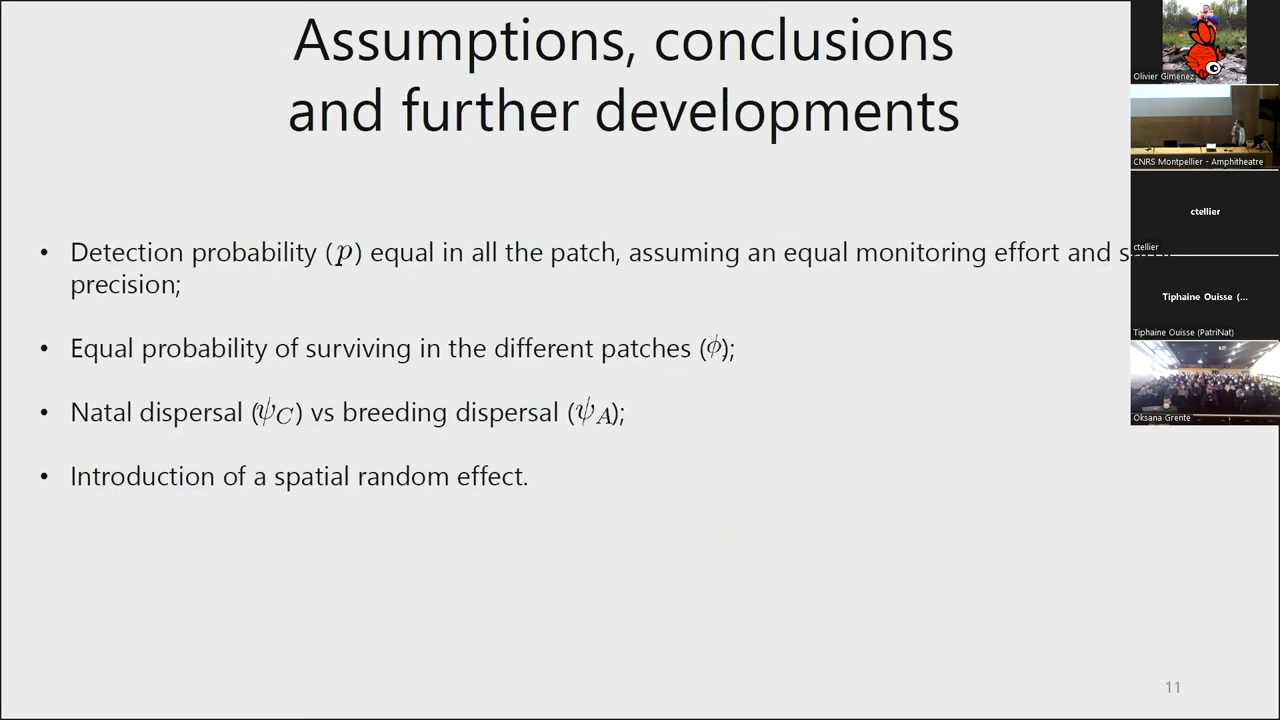 Assumptions, conclusions
and further developments
• Detection probability (p) equal in all the patch, assuming an equal monitoring effort and
precision;
• Equal probability of surviving in the different patches (ϕ);
• Natal dispersal (ψC) vs breeding dispersal (ψA);
• Introduction of a spatial random effect.
11
Olivier Gimenez
CNRS Montpellier - Amphitheatre
ctellier
ctellier
Tiphaine Ouisse (...
Tiphaine Ouisse (PatriNat)
Oksana Grente